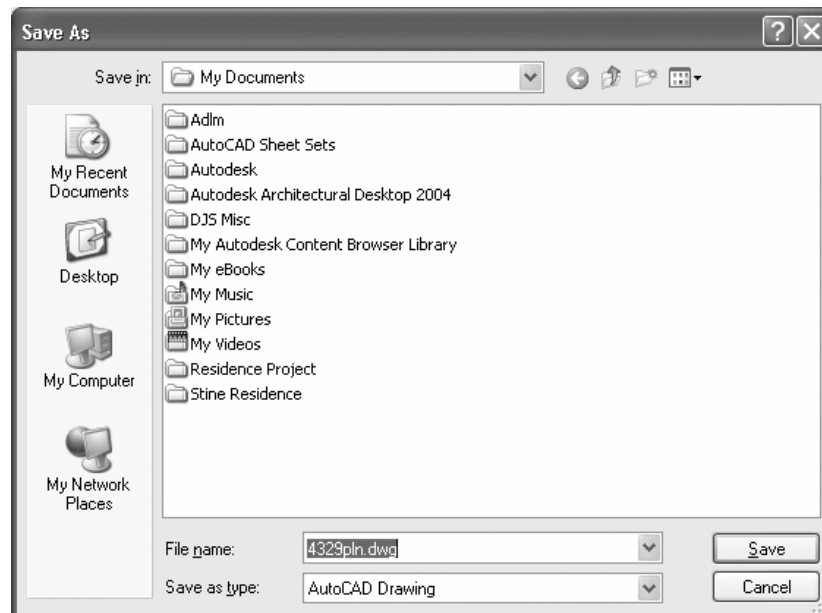 Save As
Save in:
My Documents
My Recent
Documents
Desktop
My Computer
My Network
Places
Adlm
AutoCAD Sheet Sets
Autodesk
Autodesk Architectural Desktop 2004
DJS Misc
My Autodesk Content Browser Library
My eBooks
My Music
My Pictures
My Videos
Residence Project
Stine Residence
File name:
4329pln.dwg
Save
Save as type:
AutoCAD Drawing
Cancel